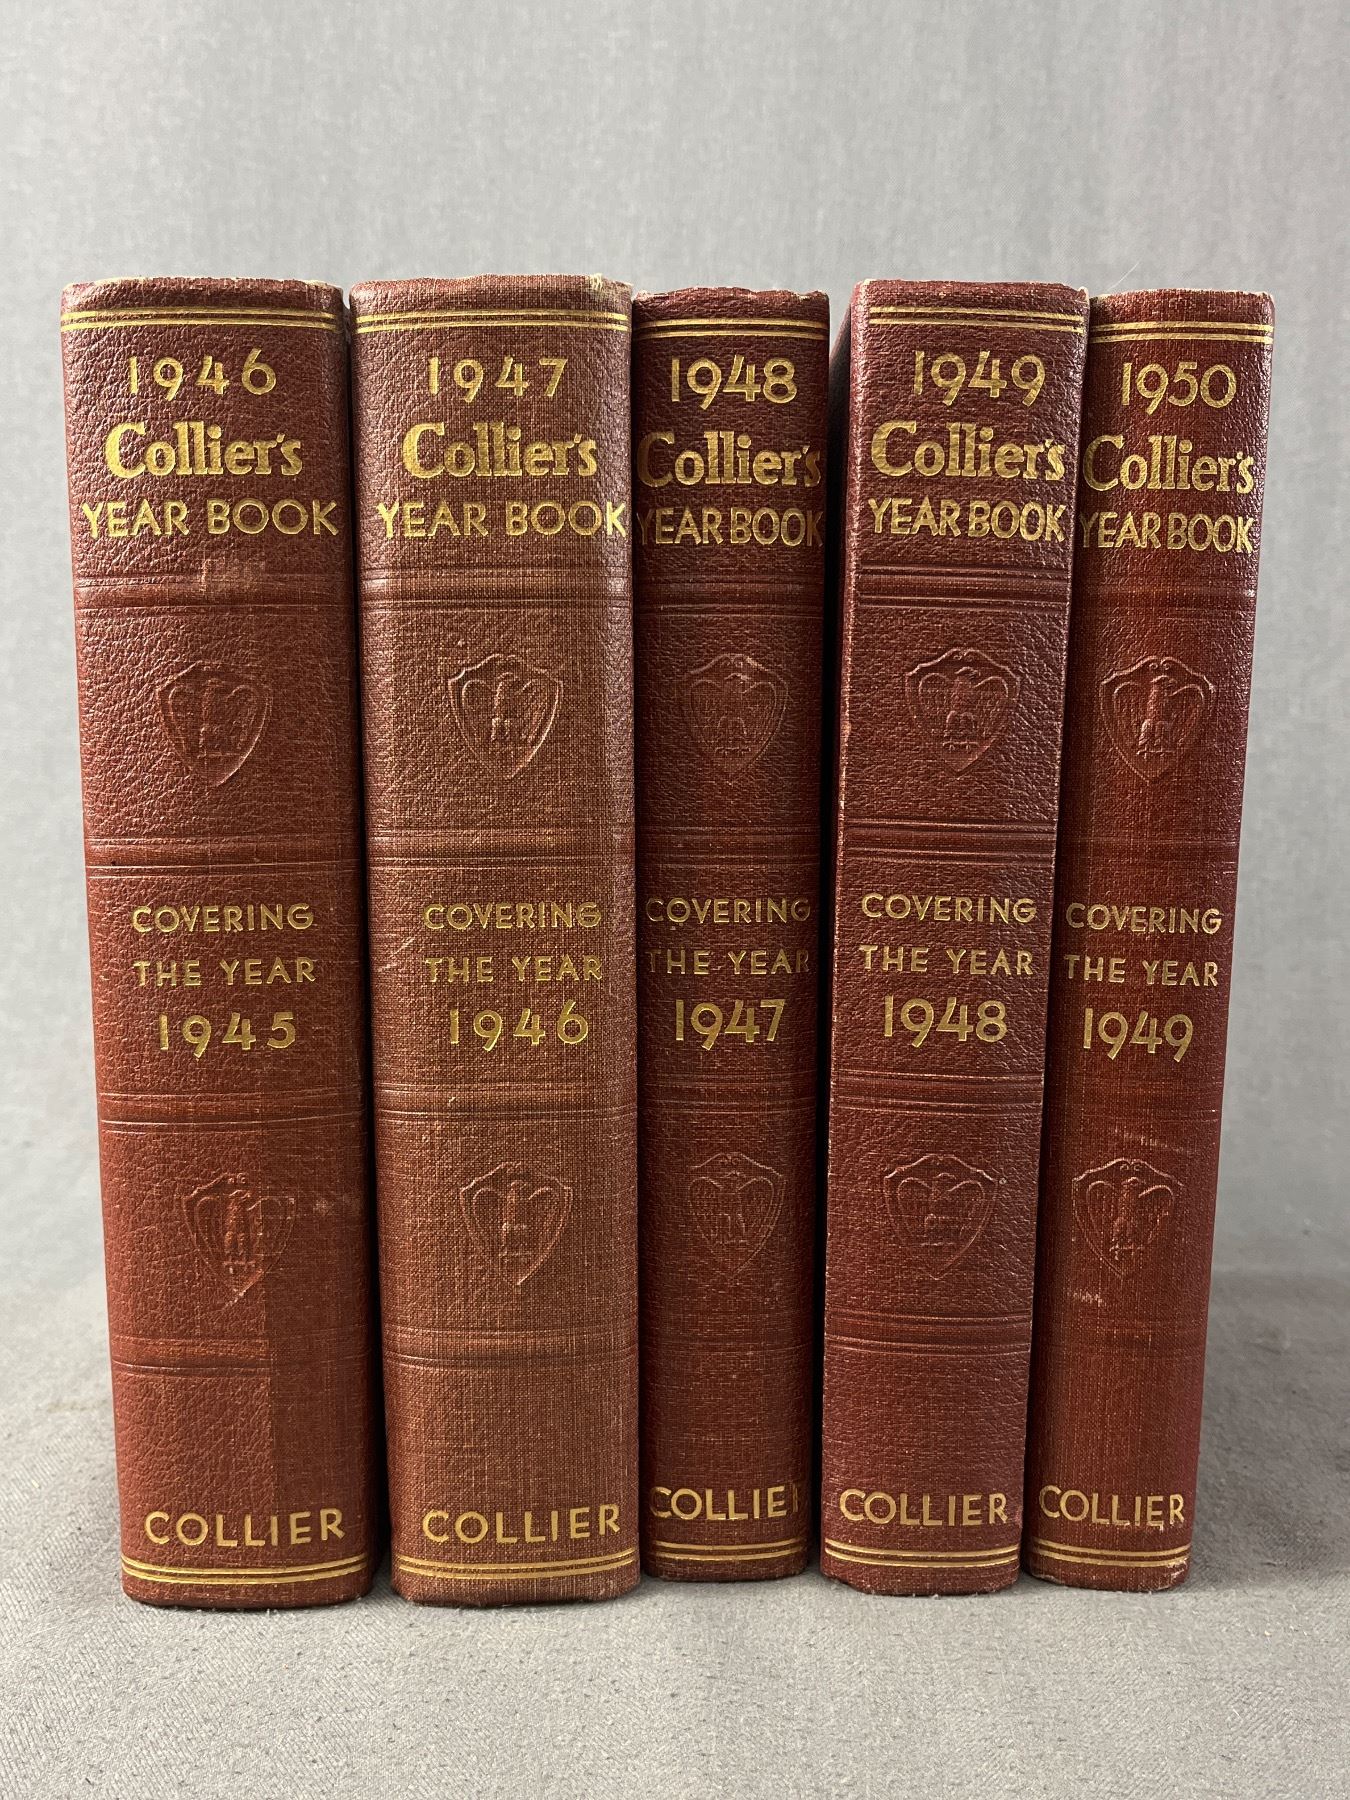 1946
Collier's
YEAR BOOK
COVERING
THE YEAR
1945
COLLIER
1947
Collier's
YEAR BOOK
COVERING
THE YEAR
1946
COLLIER
1948
Collier's
YEAR BOOK
COVERING
THE YEAR
1947
COLLIER
1949
Collier's
YEAR BOOK
COVERING
THE YEAR
1948
COLLIER
1950
Collier's
YEAR BOOK
COVERING
THE YEAR
1949
COLLIER